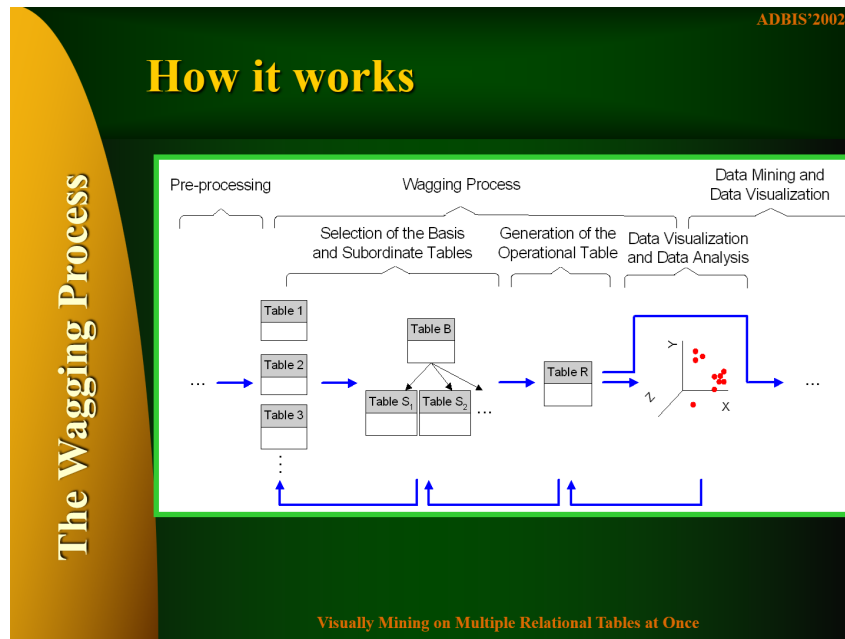 ADBIS'2002
How it works
The Wagging Process
Pre-processing
Wagging Process
Data Mining and
Data Visualization
Selection of the Basis
and Subordinate Tables
Generation of the
Operational Table
Data Visualization
and Data Analysis
Table 1
Table 2
Table 3
Table B
Table S1
Table S2
Table R
...
...
...
...
Y
Z
X
Visually Mining on Multiple Relational Tables at Once